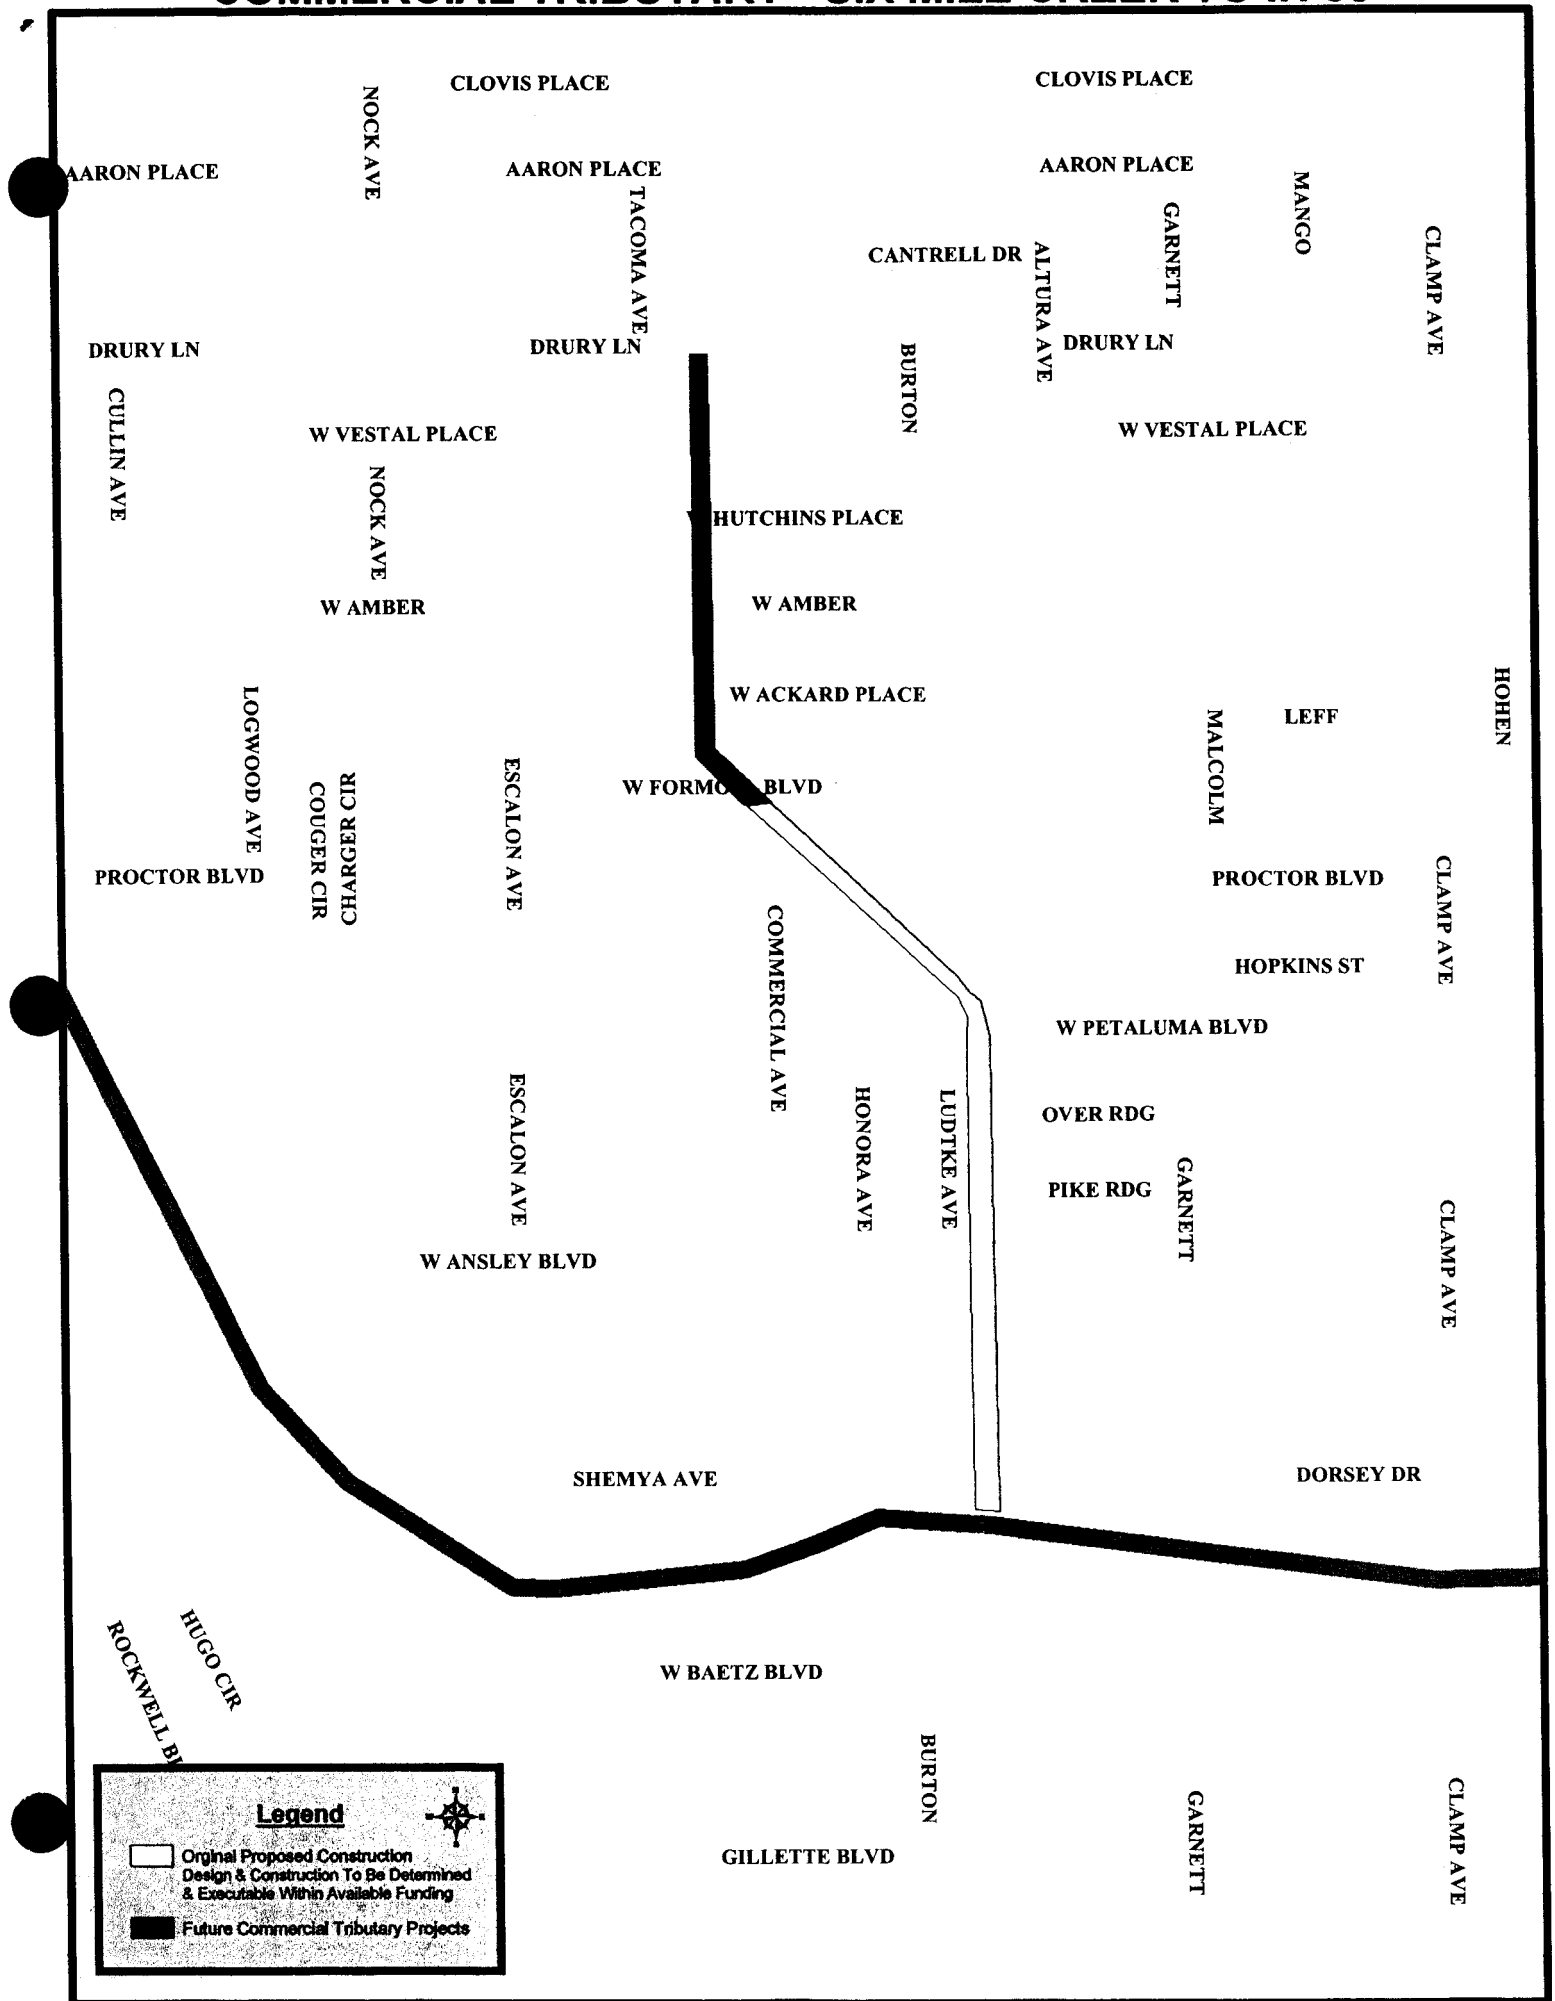 CLOVIS PLACE
CLOVIS PLACE
NOCK AVE
AARON PLACE
AARON PLACE
AARON PLACE
MANGO
TACOMA AVE
GARNETT
CLAMP AVE
CANTRELL DR
ALTURA AVE
DRURY LN
DRURY LN
DRURY LN
BURTON
CULLIN AVE
W VESTAL PLACE
W VESTAL PLACE
NOCK AVE
HUTCHINS PLACE
W AMBER
W AMBER
HOHEN
LOGWOOD AVE
W ACKARD PLACE
MALCOLM
LEFF
ESCALON AVE
COUGER CIR
CHARGER CIR
BLVD
PROCTOR BLVD
PROCTOR BLVD
CLAMP AVE
COMMERCIAL AVE
HOPKINS ST
W PETALUMA BLVD
ESCALON AVE
HONORA AVE
LUDTKE AVE
OVER RDG
PIKE RDG
GARNETT
CLAMP AVE
W ANSLEY BLVD
SHEMYA AVE
DORSEY DR
HUGO CIR
ROCKWELL
W BAETZ BLVD
BURTON
GARNETT
CLAMP AVE
GILLETTE BLVD
Legend
Orginal Proposed Construction
Design & Construction To Be Determined
& Executable Within Available Funding
Future Commercial Tributary Projects